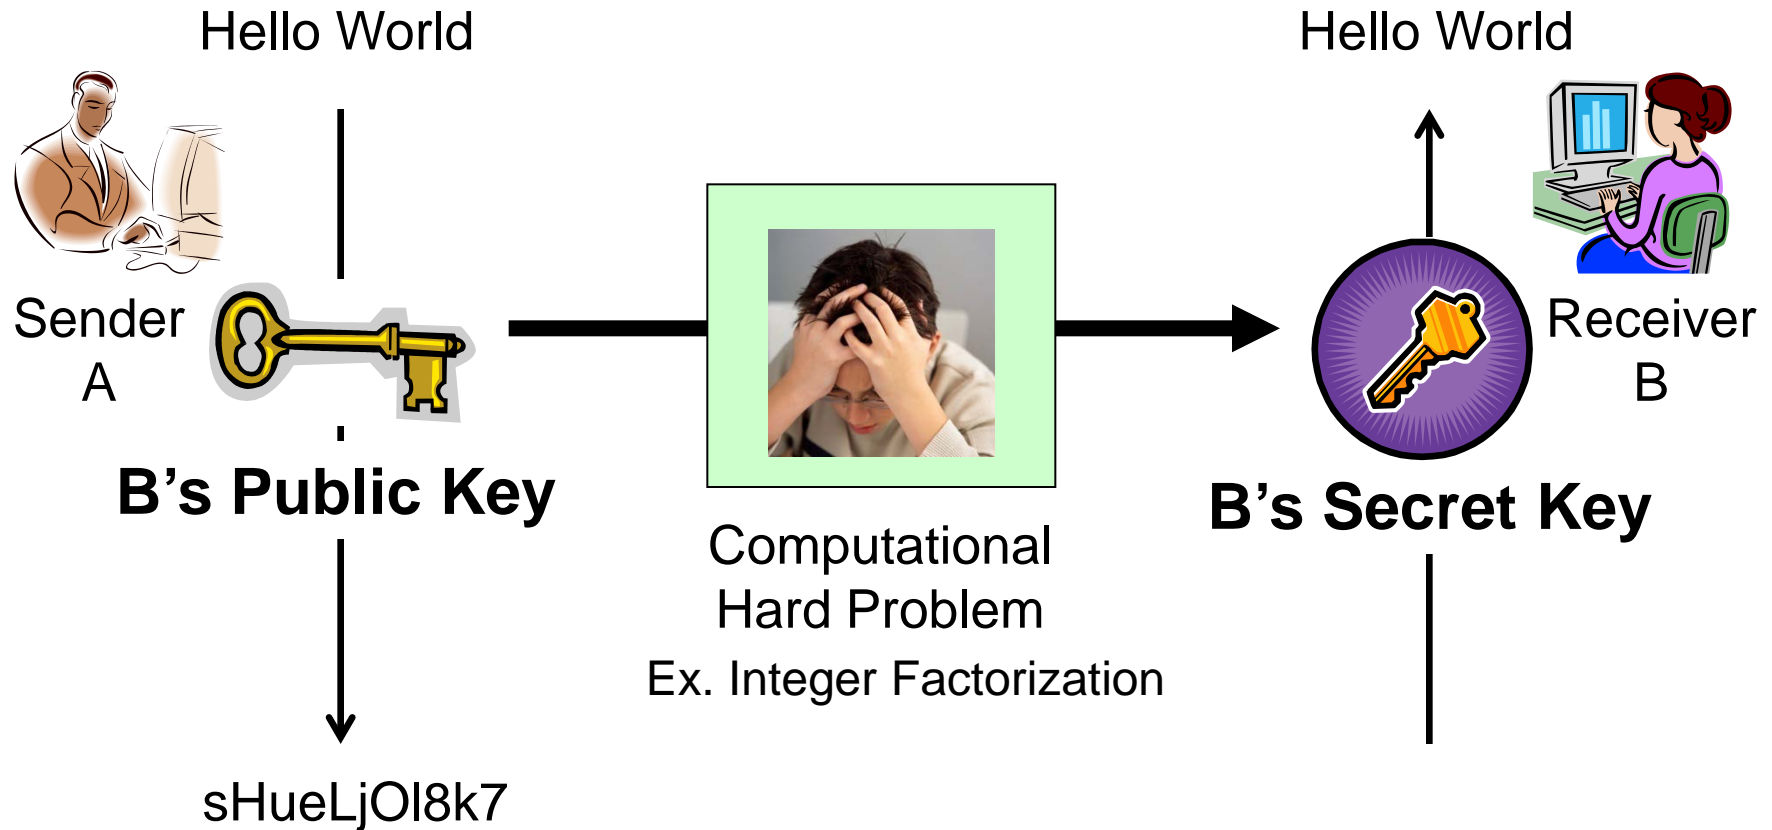 Hello World
Hello World
Sender
A
B’s Public Key
Computational
Hard Problem
Ex. Integer Factorization
Receiver
B
B’s Secret Key
sHueLjOl8k7